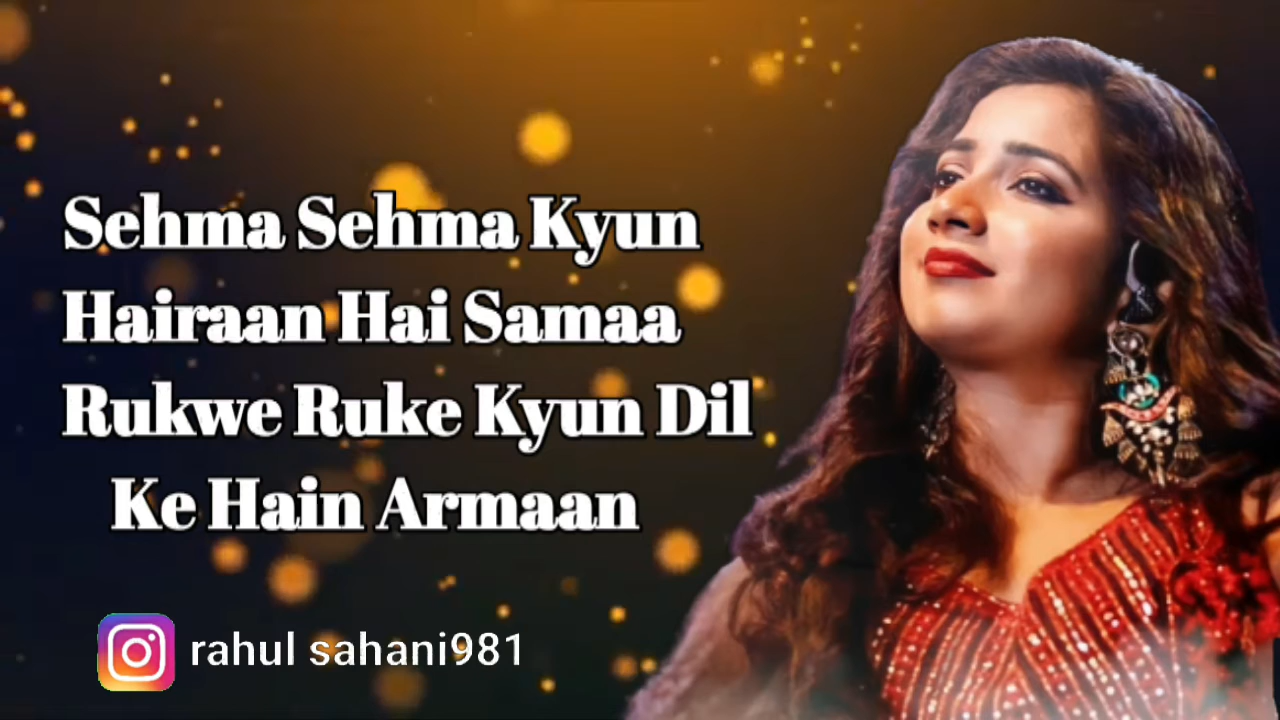 Sehma Sehma Kyun
Hairaan Hai Samaa
Rukwe Ruke Kyun Dil
Ke Hain Armaan
rahul sahani981